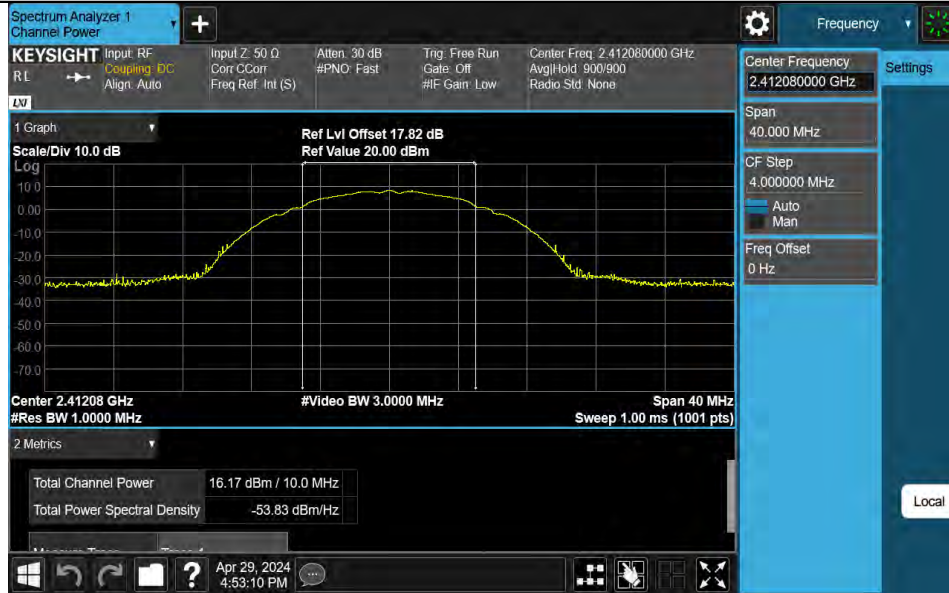 Spectrum Analyzer 1
Channel Power
+
Frequency
KEYSIGHT
Input: RF
Coupling: DC
Align: Auto
Input Z: 50 Ω
Corr CCorr
Freq Ref: Int (S)
Atten: 30 dB
#PNO: Fast
Trig: Free Run
Gate: Off
#IF Gain: Low
Center Freq: 2.412080000 GHz
Avg|Hold: 900/900
Radio Std: None
RL
LXI
Center Frequency
2.412080000 GHz
Settings
Span
40.000 MHz
CF Step
4.000000 MHz
Auto
Man
Freq Offset
0 Hz
1 Graph
Scale/Div 10.0 dB
Ref Lvl Offset 17.82 dB
Ref Value 20.00 dBm
Log
10.0
0.00
-10.0
-20.0
-30.0
-40.0
-50.0
-60.0
-70.0
Center 2.41208 GHz
#Video BW 3.0000 MHz
Span 40 MHz
#Res BW 1.0000 MHz
Sweep 1.00 ms (1001 pts)
2 Metrics
Total Channel Power 16.17 dBm / 10.0 MHz
Total Power Spectral Density -53.83 dBm/Hz
Local
?
Apr 29, 2024
4:53:10 PM